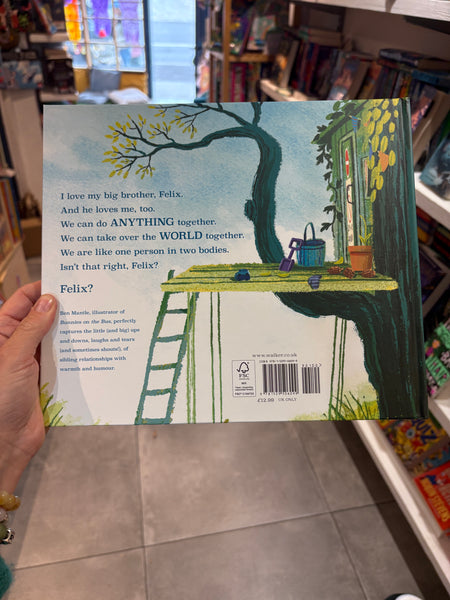 I love my big brother, Felix.
And he loves me, too.
We can do ANYTHING together.
We can take over the WORLD together.
We are like one person in two bodies.
Isn't that right, Felix?
Felix?
Ben Mantle, illustrator of
Bunnies on the Bus, perfectly
captures the little (and big) ups
and downs, laughs and tears
(and sometimes shouts!), of
sibling relationships with
warmth and humour.
www.walker.co.uk
FSC
MIX
£12.99 UK ONLY